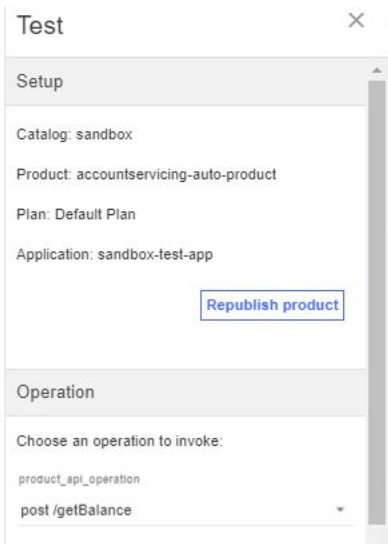 Test
Setup
Catalog: sandbox
Product: accountservicing-auto-product
Plan: Default Plan
Application: sandbox-test-app
Republish product
Operation
Choose an operation to invoke:
product_api_operation
post /getBalance